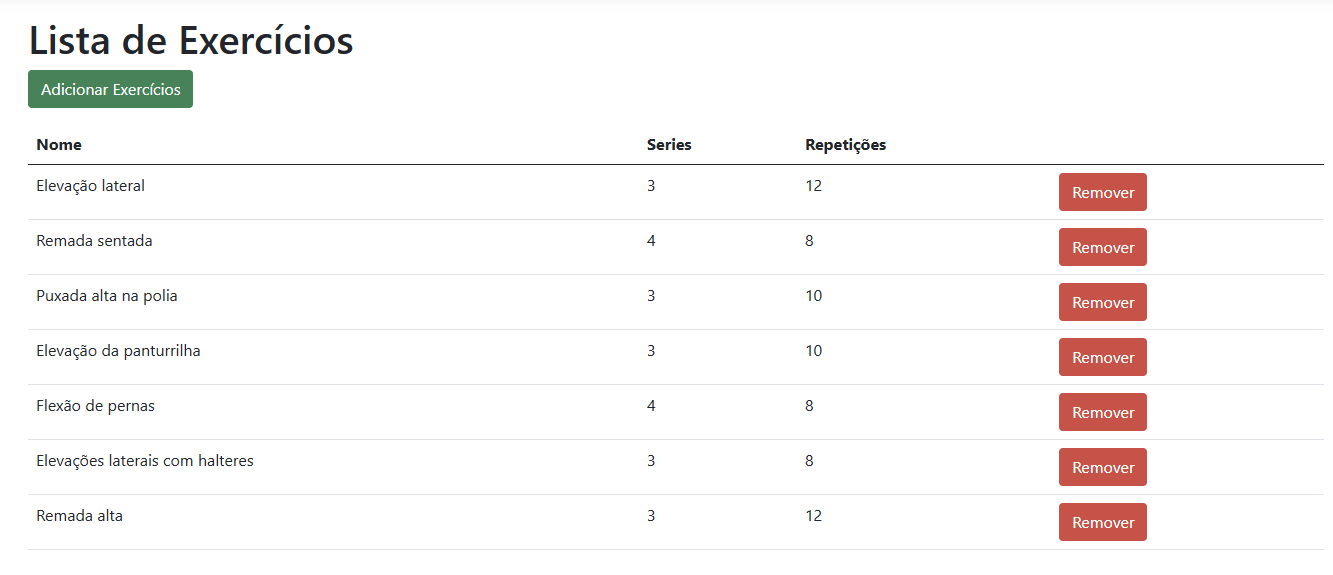 Lista de Exercícios
Adicionar Exercícios
Nome Series Repetições
Elevação lateral 3 12 Remover
Remada sentada 4 8 Remover
Puxada alta na polia 3 10 Remover
Elevação da panturrilha 3 10 Remover
Flexão de pernas 4 8 Remover
Elevações laterais com halteres 3 8 Remover
Remada alta 3 12 Remover